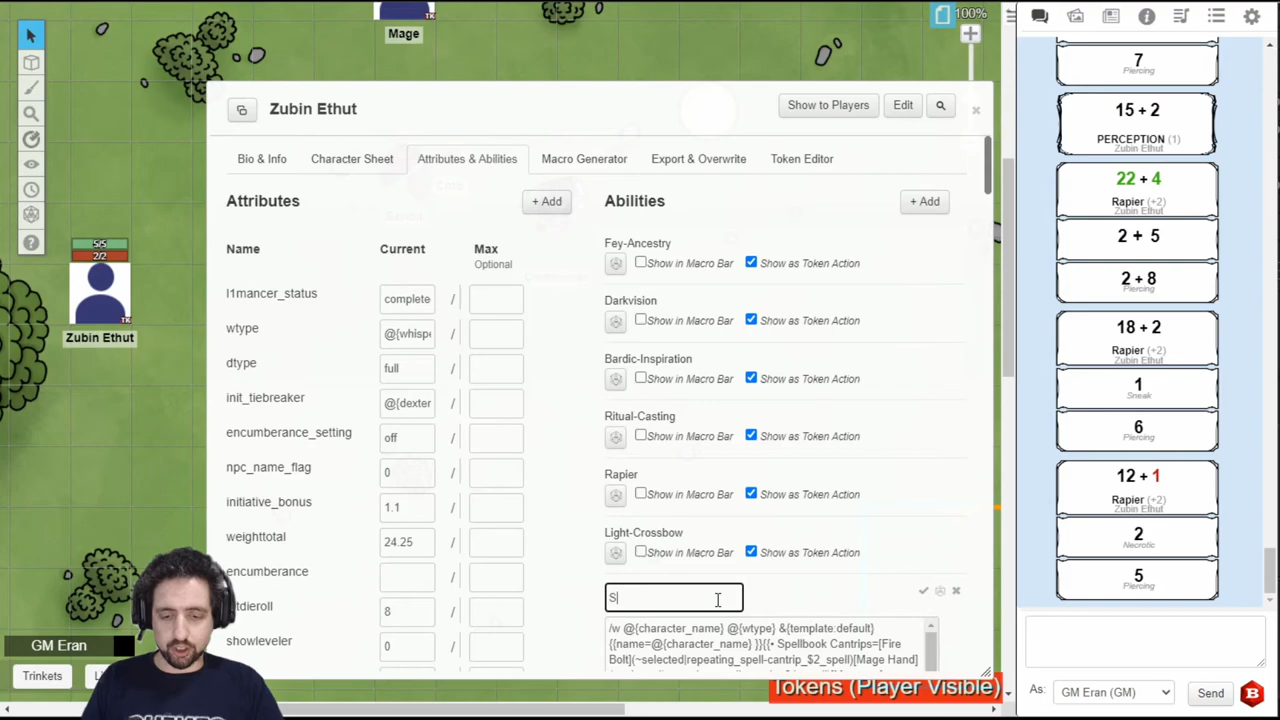 Mage
TK
100%
Zubin Ethut
Show to Players
Edit
Bio & Info
Character Sheet
Attributes & Abilities
Macro Generator
Export & Overwrite
Token Editor
Attributes
+ Add
Abilities
+ Add
Name
Current
Max
Optional
l1mancer_status
complete
/
wtype
@{whispe
/
dtype
full
/
init_tiebreaker
@{dexter
/
encumberance_setting
off
/
npc_name_flag
0
/
initiative_bonus
1.1
/
weighttotal
24.25
/
encumberance
/
tdieroll
8
/
showleveler
0
/
Fey-Ancestry
Show in Macro Bar
Show as Token Action
Darkvision
Show in Macro Bar
Show as Token Action
Bardic-Inspiration
Show in Macro Bar
Show as Token Action
Ritual-Casting
Show in Macro Bar
Show as Token Action
Rapier
Show in Macro Bar
Show as Token Action
Light-Crossbow
Show in Macro Bar
Show as Token Action
S
/w @{character_name} @{wtype} &{template:default}
{{name=@{character_name} }}{{• Spellbook Cantrips=[Fire
Bolt](~selected|repeating_spell-cantrip_$2_spell)[Mage Hand]
5/5
2/2
TK
Zubin Ethut
GM Eran
Trinkets
Tokens (Player Visible)
7
Piercing
15 + 2
PERCEPTION (1)
Zubin Ethut
22 + 4
Rapier (+2)
Zubin Ethut
2 + 5
2 + 8
Piercing
18 + 2
Rapier (+2)
Zubin Ethut
1
Sneak
6
Piercing
12 + 1
Rapier (+2)
Zubin Ethut
2
Necrotic
5
Piercing
As:
GM Eran (GM)
Send
B